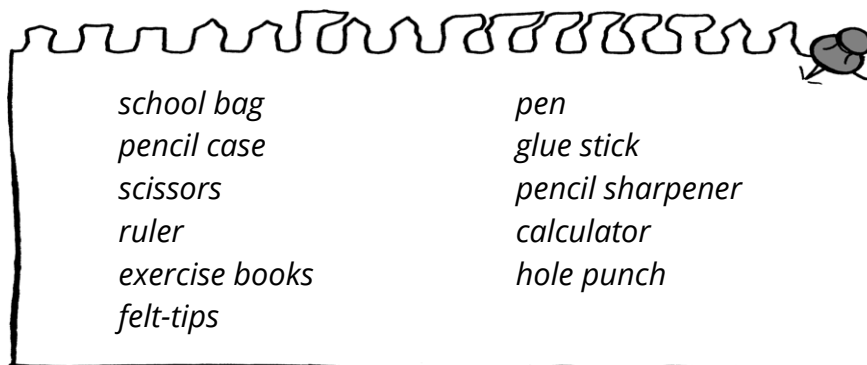 school bag
pencil case
scissors
ruler
exercise books
felt-tips
pen
glue stick
pencil sharpener
calculator
hole punch